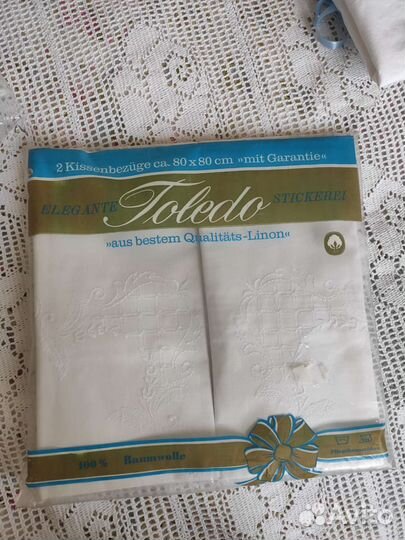 2 Kissenbezüge ca. 80 x 80 cm »mit Garantie«
ELEGANTE Toledo STICKEREI
»aus bestem Qualitäts-Linon«
100 % Baumwolle
Avito